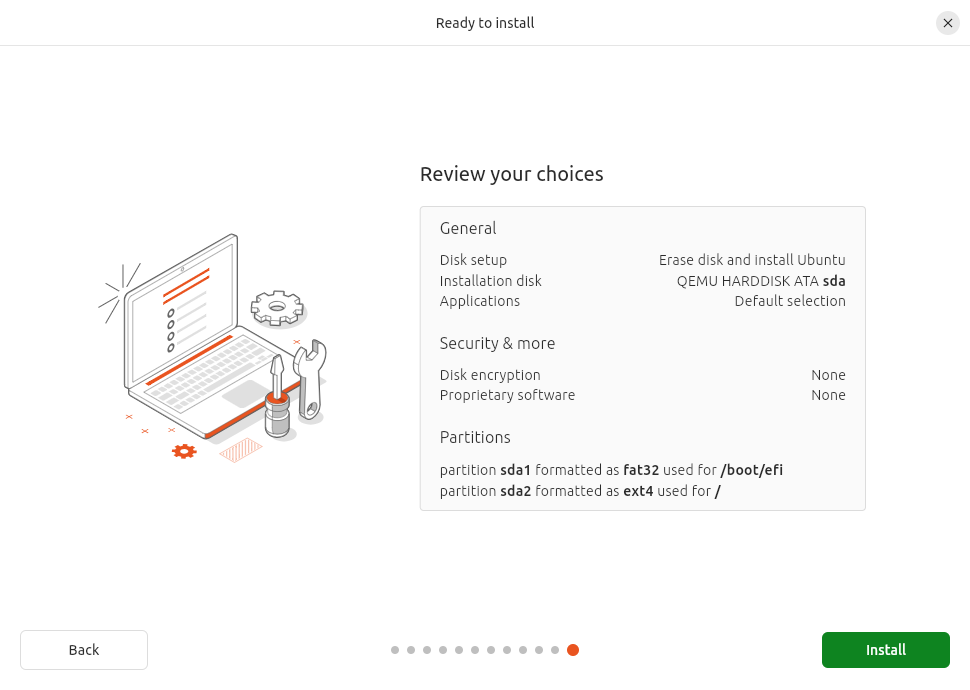 Ready to install
Review your choices
General
Disk setup Erase disk and install Ubuntu
Installation disk QEMU HARDDISK ATA sda
Applications Default selection
Security & more
Disk encryption None
Proprietary software None
Partitions
partition sda1 formatted as fat32 used for /boot/efi
partition sda2 formatted as ext4 used for /
Back
Install